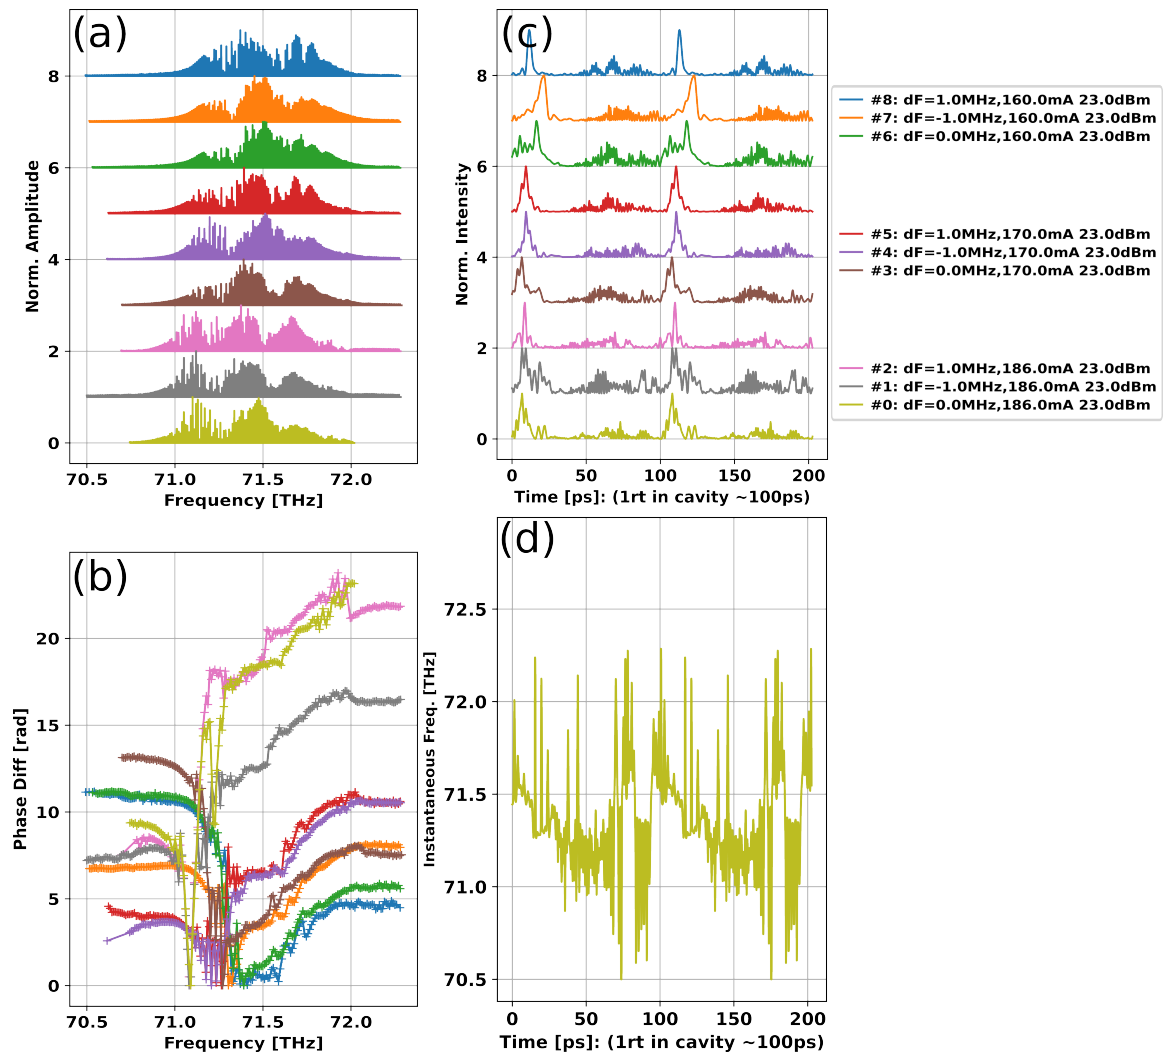 (a)
8
6
4
2
0
Norm. Amplitude
70.5 71.0 71.5 72.0
Frequency [THz]
(c)
8
6
4
2
0
Norm. Intensity
0 50 100 150 200
Time [ps]: (1rt in cavity ~100ps)
#8: dF=1.0MHz,160.0mA 23.0dBm
#7: dF=-1.0MHz,160.0mA 23.0dBm
#6: dF=0.0MHz,160.0mA 23.0dBm
#5: dF=1.0MHz,170.0mA 23.0dBm
#4: dF=-1.0MHz,170.0mA 23.0dBm
#3: dF=0.0MHz,170.0mA 23.0dBm
#2: dF=1.0MHz,186.0mA 23.0dBm
#1: dF=-1.0MHz,186.0mA 23.0dBm
#0: dF=0.0MHz,186.0mA 23.0dBm
(b)
20
15
10
5
0
Phase Diff [rad]
70.5 71.0 71.5 72.0
Frequency [THz]
(d)
72.5
72.0
71.5
71.0
70.5
Instantaneous Freq. [THz]
0 50 100 150 200
Time [ps]: (1rt in cavity ~100ps)